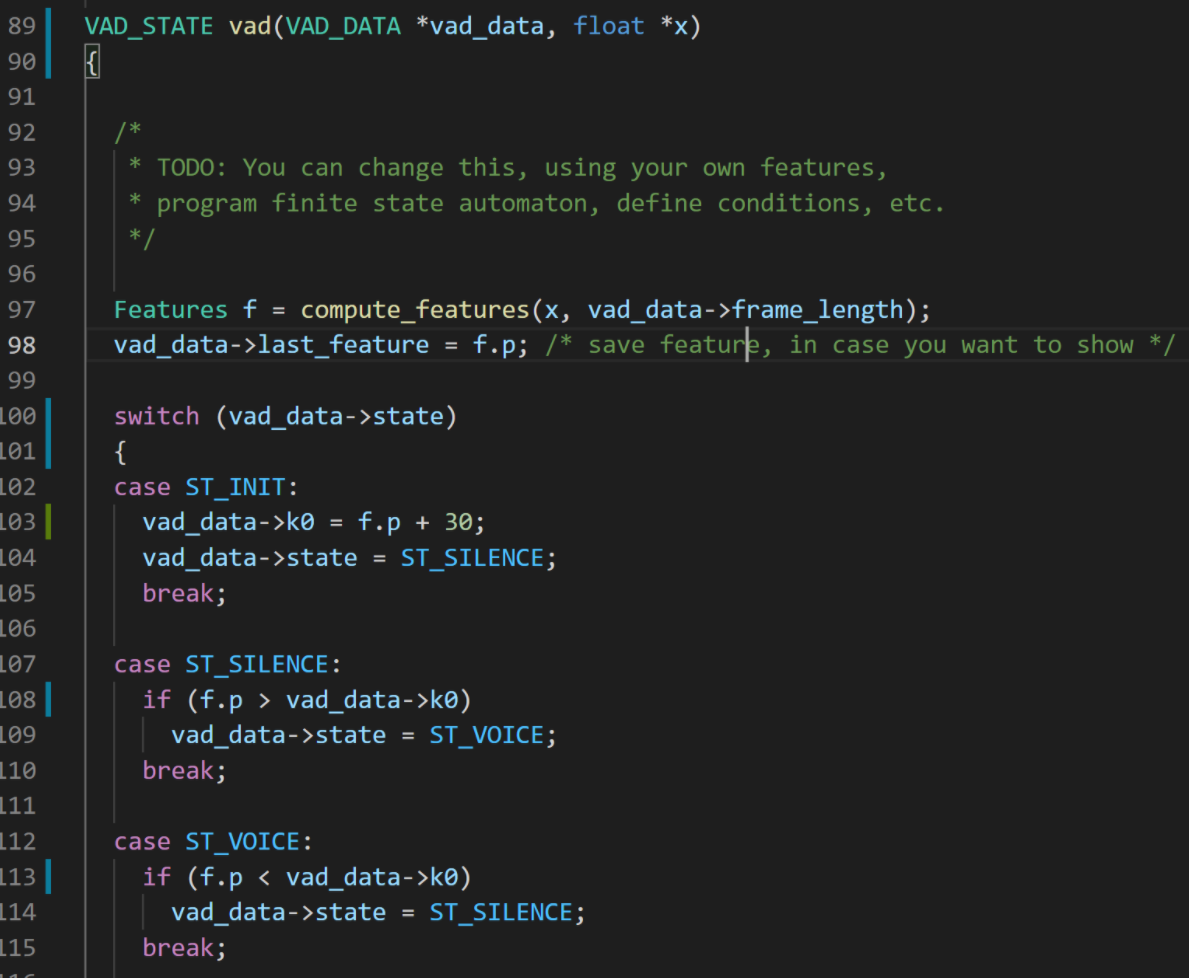 89 VAD_STATE vad(VAD_DATA *vad_data, float *x)
90 {
91
92 /*
93 * TODO: You can change this, using your own features,
94 * program finite state automaton, define conditions, etc.
95 */
96
97 Features f = compute_features(x, vad_data->frame_length);
98 vad_data->last_feature = f.p; /* save feature, in case you want to show */
99
100 switch (vad_data->state)
101 {
102 case ST_INIT:
103 vad_data->k0 = f.p + 30;
104 vad_data->state = ST_SILENCE;
105 break;
106
107 case ST_SILENCE:
108 if (f.p > vad_data->k0)
109 vad_data->state = ST_VOICE;
110 break;
111
112 case ST_VOICE:
113 if (f.p < vad_data->k0)
114 vad_data->state = ST_SILENCE;
115 break;